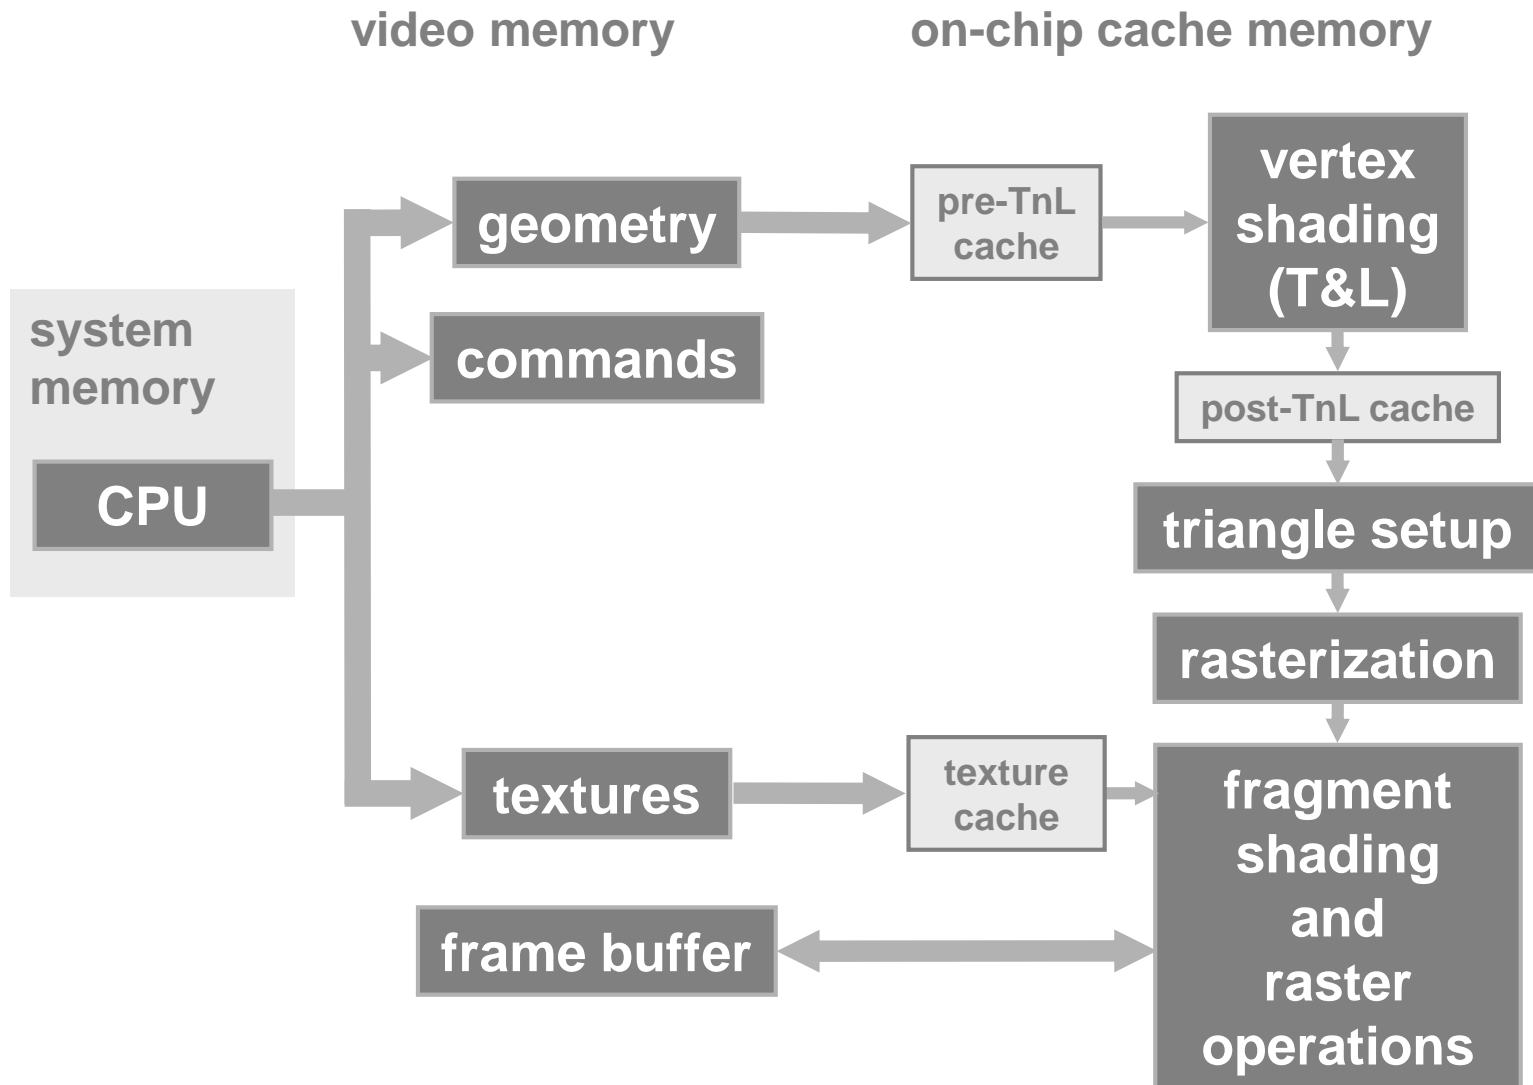 video memory
on-chip cache memory
vertex
shading
(T&L)
pre-TnL
cache
geometry
system
memory
commands
post-TnL cache
CPU
triangle setup
rasterization
textures
texture
cache
fragment
shading
and
raster
operations
frame buffer